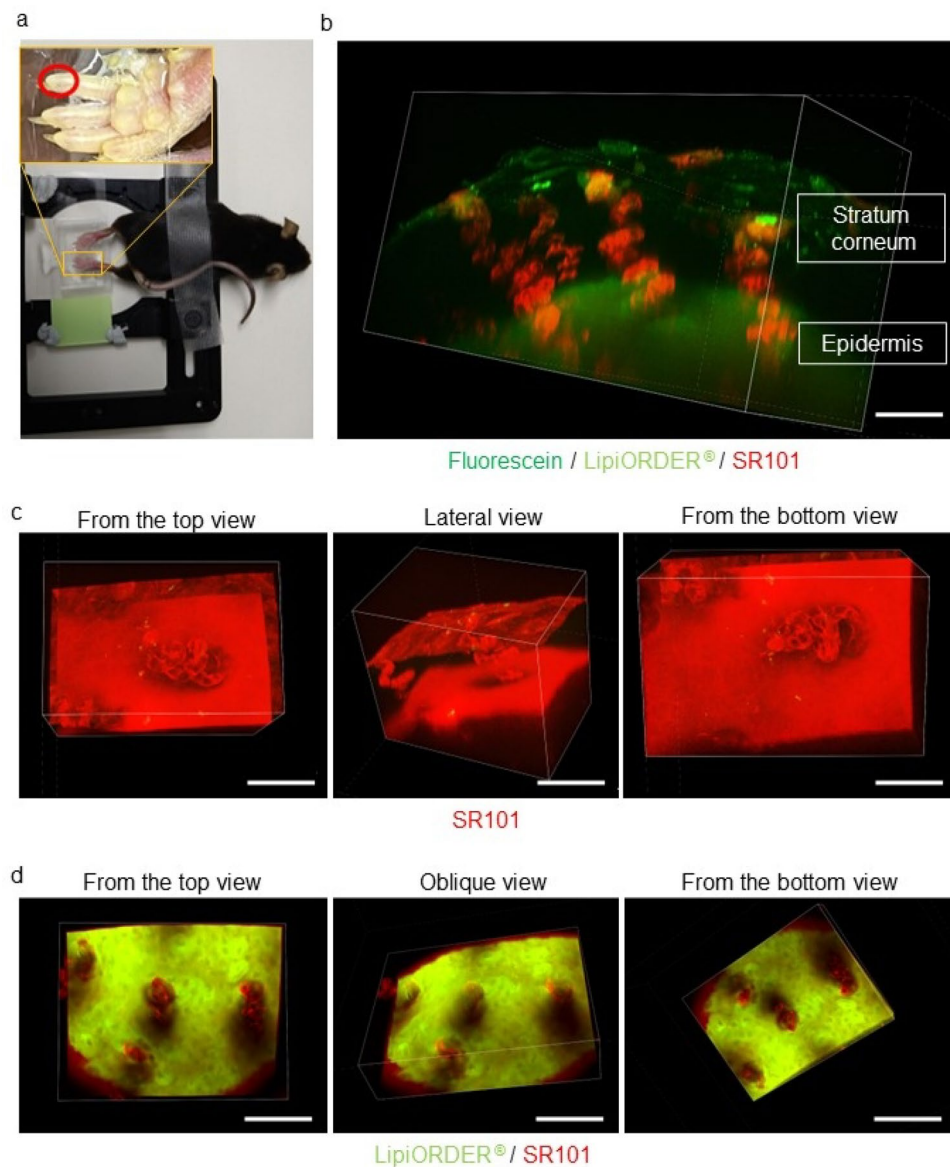 a
b
Stratum
corneum
Epidermis
Fluorescein / LipiORDER® / SR101
c
From the top view
Lateral view
From the bottom view
SR101
d
From the top view
Oblique view
From the bottom view
LipiORDER® / SR101